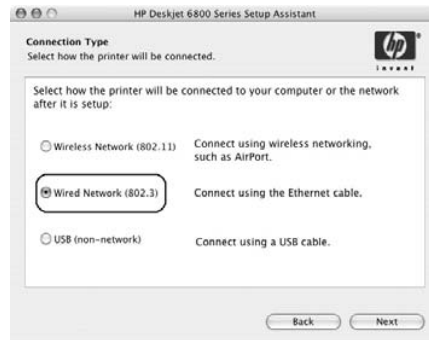 HP Deskjet 6800 Series Setup Assistant
Connection Type
Select how the printer will be connected.
hp
invent
Select how the printer will be connected to your computer or the network
after it is setup:
Wireless Network (802.11)
Connect using wireless networking,
such as AirPort.
Wired Network (802.3)
Connect using the Ethernet cable.
USB (non-network)
Connect using a USB cable.
Back
Next